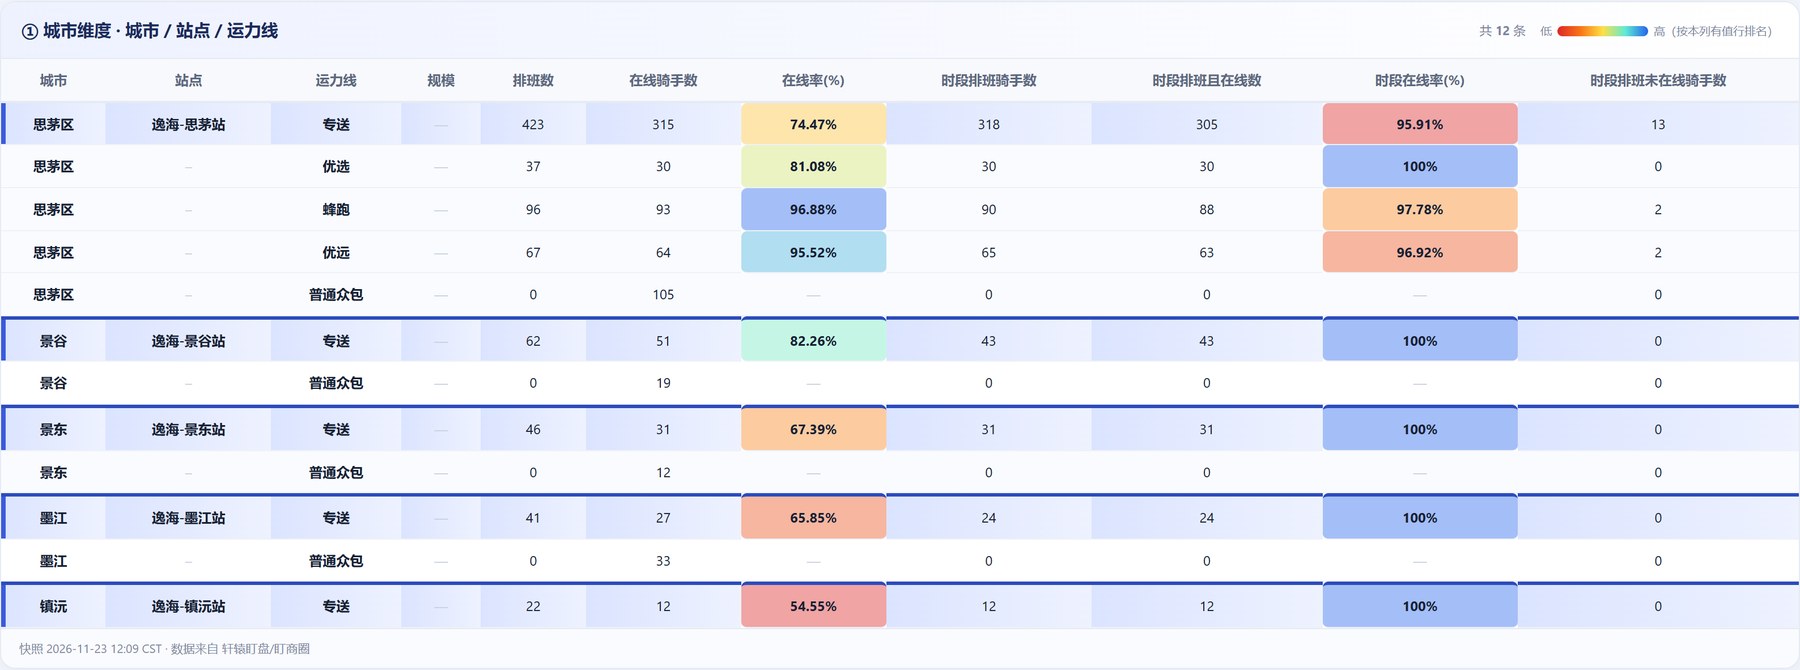 ① 城市维度 · 城市 / 站点 / 运力线
共 12 条 低 高 (按本列有值行排名)
城市 站点 运力线 规模 排班数 在线骑手数 在线率(%) 时段排班骑手数 时段排班且在线数 时段在线率(%) 时段排班未在线骑手数
思茅区 逸海-思茅站 专送 — 423 315 74.47% 318 305 95.91% 13
思茅区 – 优选 — 37 30 81.08% 30 30 100% 0
思茅区 – 蜂跑 — 96 93 96.88% 90 88 97.78% 2
思茅区 – 优远 — 67 64 95.52% 65 63 96.92% 2
思茅区 – 普通众包 — 0 105 — 0 0 — 0
景谷 逸海-景谷站 专送 — 62 51 82.26% 43 43 100% 0
景谷 – 普通众包 — 0 19 — 0 0 — 0
景东 逸海-景东站 专送 — 46 31 67.39% 31 31 100% 0
景东 – 普通众包 — 0 12 — 0 0 — 0
墨江 逸海-墨江站 专送 — 41 27 65.85% 24 24 100% 0
墨江 – 普通众包 — 0 33 — 0 0 — 0
镇沅 逸海-镇沅站 专送 — 22 12 54.55% 12 12 100% 0
快照 2026-11-23 12:09 CST · 数据来自 轩辕盯盘/盯商圈